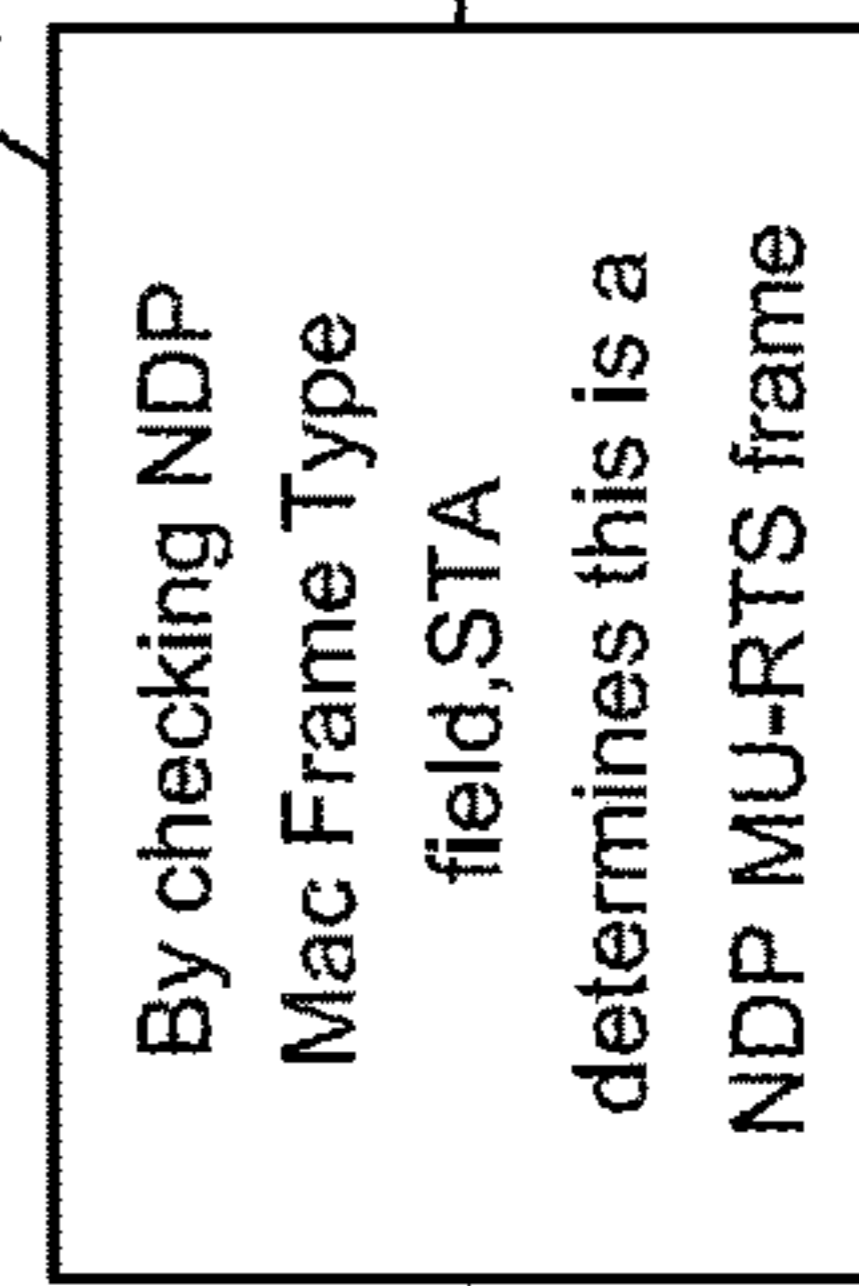 By checking NDP
Mac Frame Type
field,STA
determines this is a
NDP MU-RTS frame